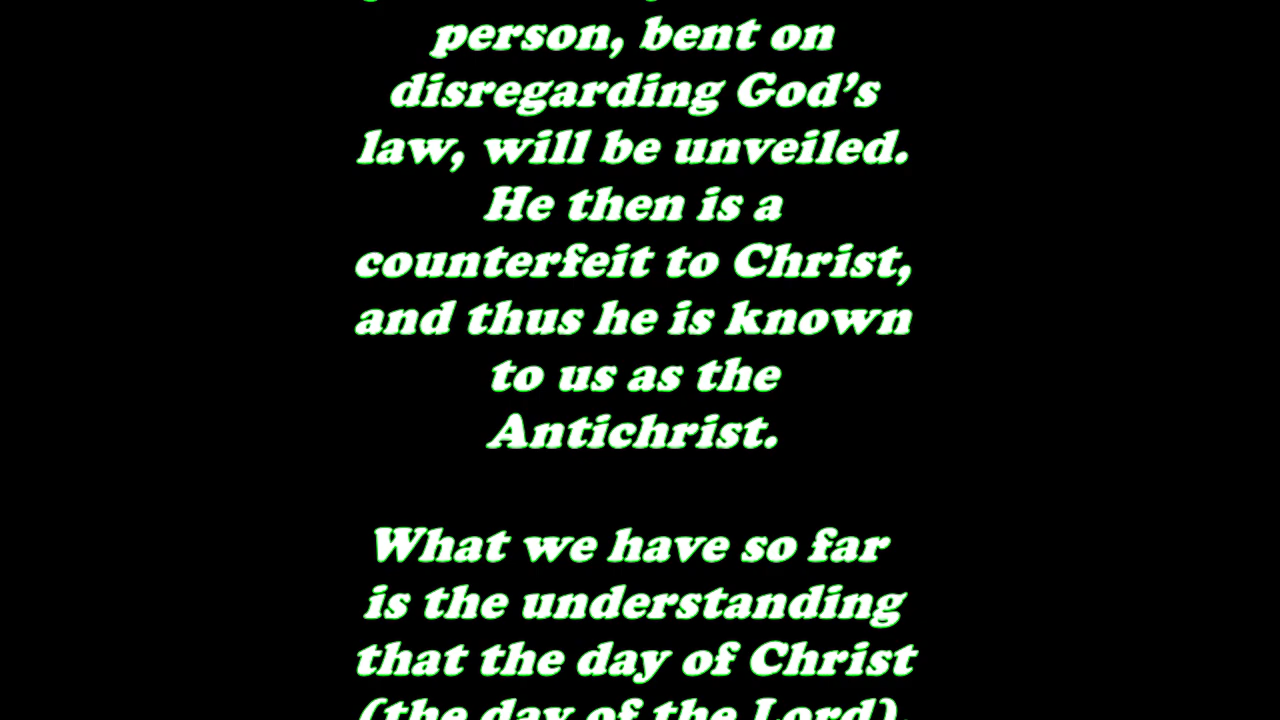 person, bent on
disregarding God’s
law, will be unveiled.
He then is a
counterfeit to Christ,
and thus he is known
to us as the
Antichrist.
What we have so far
is the understanding
that the day of Christ
(the day of the Lord),